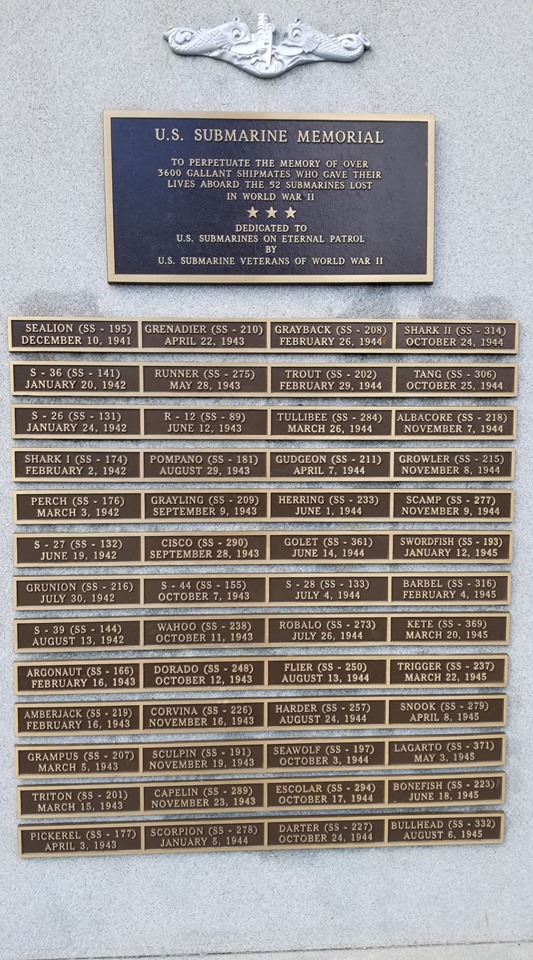 U.S. SUBMARINE MEMORIAL
TO PERPETUATE THE MEMORY OF OVER
3600 GALLANT SHIPMATES WHO GAVE THEIR
LIVES ABOARD THE 52 SUBMARINES LOST
IN WORLD WAR II
DEDICATED TO
U.S. SUBMARINES ON ETERNAL PATROL
BY
U.S. SUBMARINE VETERANS OF WORLD WAR II
SEALION (SS - 195)
DECEMBER 10, 1941
GRENADIER (SS - 210)
APRIL 22, 1943
GRAYBACK (SS - 208)
FEBRUARY 26, 1944
SHARK II (SS - 314)
OCTOBER 24, 1944
S - 36 (SS - 141)
JANUARY 20, 1942
RUNNER (SS - 275)
MAY 28, 1943
TROUT (SS - 202)
FEBRUARY 29, 1944
TANG (SS - 306)
OCTOBER 25, 1944
S - 26 (SS - 131)
JANUARY 24, 1942
R - 12 (SS - 89)
JUNE 12, 1943
TULLIBEE (SS - 284)
MARCH 26, 1944
ALBACORE (SS - 218)
NOVEMBER 7, 1944
SHARK I (SS - 174)
FEBRUARY 2, 1942
POMPANO (SS - 181)
AUGUST 29, 1943
GUDGEON (SS - 211)
APRIL 7, 1944
GROWLER (SS - 215)
NOVEMBER 8, 1944
PERCH (SS - 176)
MARCH 3, 1942
GRAYLING (SS - 209)
SEPTEMBER 9, 1943
HERRING (SS - 233)
JUNE 1, 1944
SCAMP (SS - 277)
NOVEMBER 9, 1944
S - 27 (SS - 132)
JUNE 19, 1942
CISCO (SS - 290)
SEPTEMBER 28, 1943
GOLET (SS - 361)
JUNE 14, 1944
SWORDFISH (SS - 193)
JANUARY 12, 1945
GRUNION (SS - 216)
JULY 30, 1942
S - 44 (SS - 155)
OCTOBER 7, 1943
S - 28 (SS - 133)
JULY 4, 1944
BARBEL (SS - 316)
FEBRUARY 4, 1945
S - 39 (SS - 144)
AUGUST 13, 1942
WAHOO (SS - 238)
OCTOBER 11, 1943
ROBALO (SS - 273)
JULY 26, 1944
KETE (SS - 369)
MARCH 20, 1945
ARGONAUT (SS - 166)
FEBRUARY 16, 1943
DORADO (SS - 248)
OCTOBER 12, 1943
FLIER (SS - 250)
AUGUST 13, 1944
TRIGGER (SS - 237)
MARCH 22, 1945
AMBERJACK (SS - 219)
FEBRUARY 16, 1943
CORVINA (SS - 226)
NOVEMBER 16, 1943
HARDER (SS - 257)
AUGUST 24, 1944
SNOOK (SS - 279)
APRIL 8, 1945
GRAMPUS (SS - 207)
MARCH 5, 1943
SCULPIN (SS - 191)
NOVEMBER 19, 1943
SEAWOLF (SS - 197)
OCTOBER 3, 1944
LAGARTO (SS - 371)
MAY 3, 1945
TRITON (SS - 201)
MARCH 15, 1943
CAPELIN (SS - 289)
NOVEMBER 23, 1943
ESCOLAR (SS - 294)
OCTOBER 17, 1944
BONEFISH (SS - 223)
JUNE 18, 1945
PICKEREL (SS - 177)
APRIL 3, 1943
SCORPION (SS - 278)
JANUARY 5, 1944
DARTER (SS - 227)
OCTOBER 24, 1944
BULLHEAD (SS - 332)
AUGUST 6, 1945